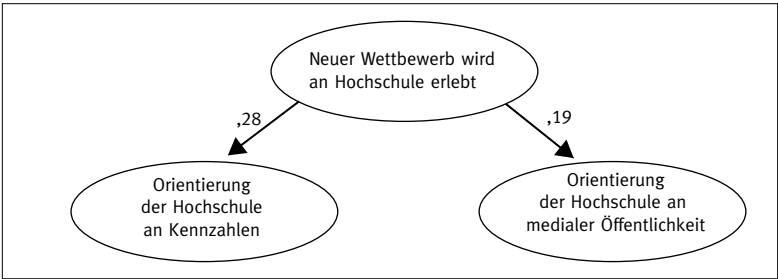 Neuer Wettbewerb wird
an Hochschule erlebt
,28
,19
Orientierung
der Hochschule
an Kennzahlen
Orientierung
der Hochschule an
medialer Öffentlichkeit